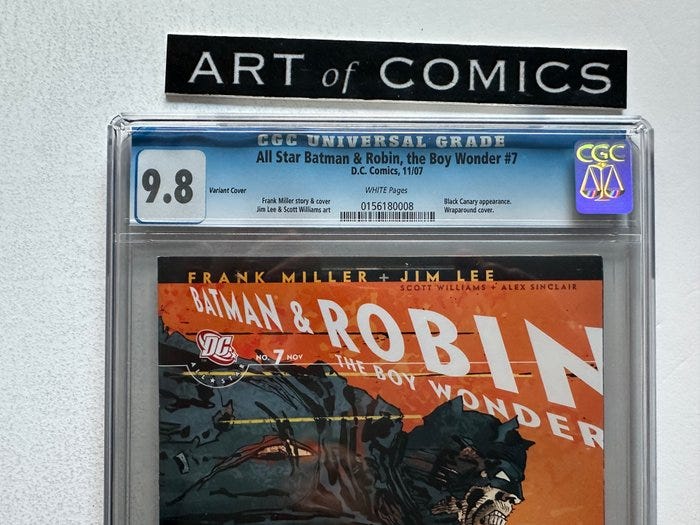 ART of COMICS
CGC UNIVERSAL GRADE
All Star Batman & Robin, the Boy Wonder #7
D.C. Comics, 11/07
9.8
Variant Cover
WHITE Pages
Frank Miller story & cover
Jim Lee & Scott Williams art
0156180008
Black Canary appearance.
Wraparound cover.
CGC
FRANK MILLER + JIM LEE
SCOTT WILLIAMS + ALEX SINCLAIR
BATMAN & ROBIN
THE BOY WONDER
DC
NO. 7 NOV
ALL ★ STAR